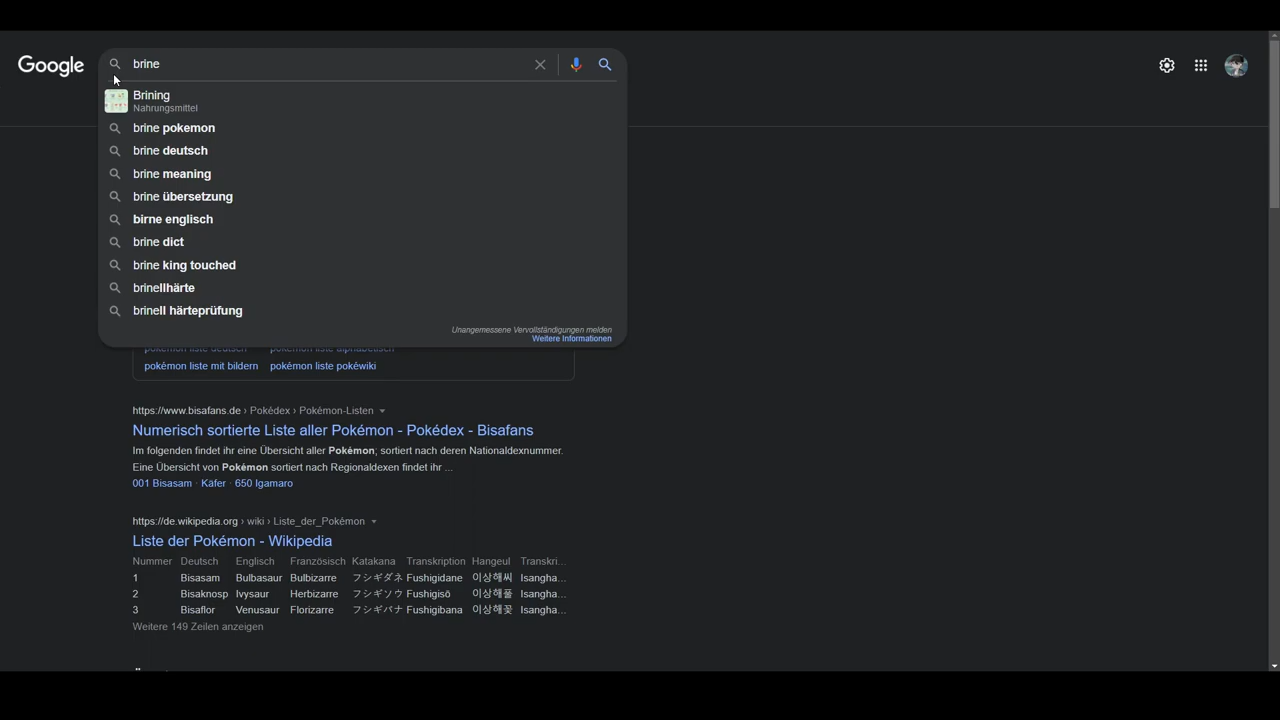 Google
brine
Brining
Nahrungsmittel
brine pokemon
brine deutsch
brine meaning
brine übersetzung
birne englisch
brine dict
brine king touched
brinellhärte
brinell härteprüfung
Unangemessene Vervollständigungen melden
Weitere Informationen
pokémon liste deutsch pokémon liste alphabetisch
pokémon liste mit bildern pokémon liste pokéwiki
https://www.bisafans.de › Pokédex › Pokémon-Listen
Numerisch sortierte Liste aller Pokémon - Pokédex - Bisafans
Im folgenden findet ihr eine Übersicht aller Pokémon, sortiert nach deren Nationaldexnummer.
Eine Übersicht von Pokémon sortiert nach Regionaldexen findet ihr ...
001 Bisasam · Käfer · 650 Igamaro
https://de.wikipedia.org › wiki › Liste_der_Pokémon
Liste der Pokémon - Wikipedia
Nummer Deutsch Englisch Französisch Katakana Transkription Hangeul Transkri...
1 Bisasam Bulbasaur Bulbizarre フシギダネ Fushigidane 이상해씨 Isangha...
2 Bisaknosp Ivysaur Herbizarre フシギソウ Fushigisō 이상해풀 Isangha...
3 Bisaflor Venusaur Florizarre フシギバナ Fushigibana 이상해꽃 Isangha...
Weitere 149 Zeilen anzeigen